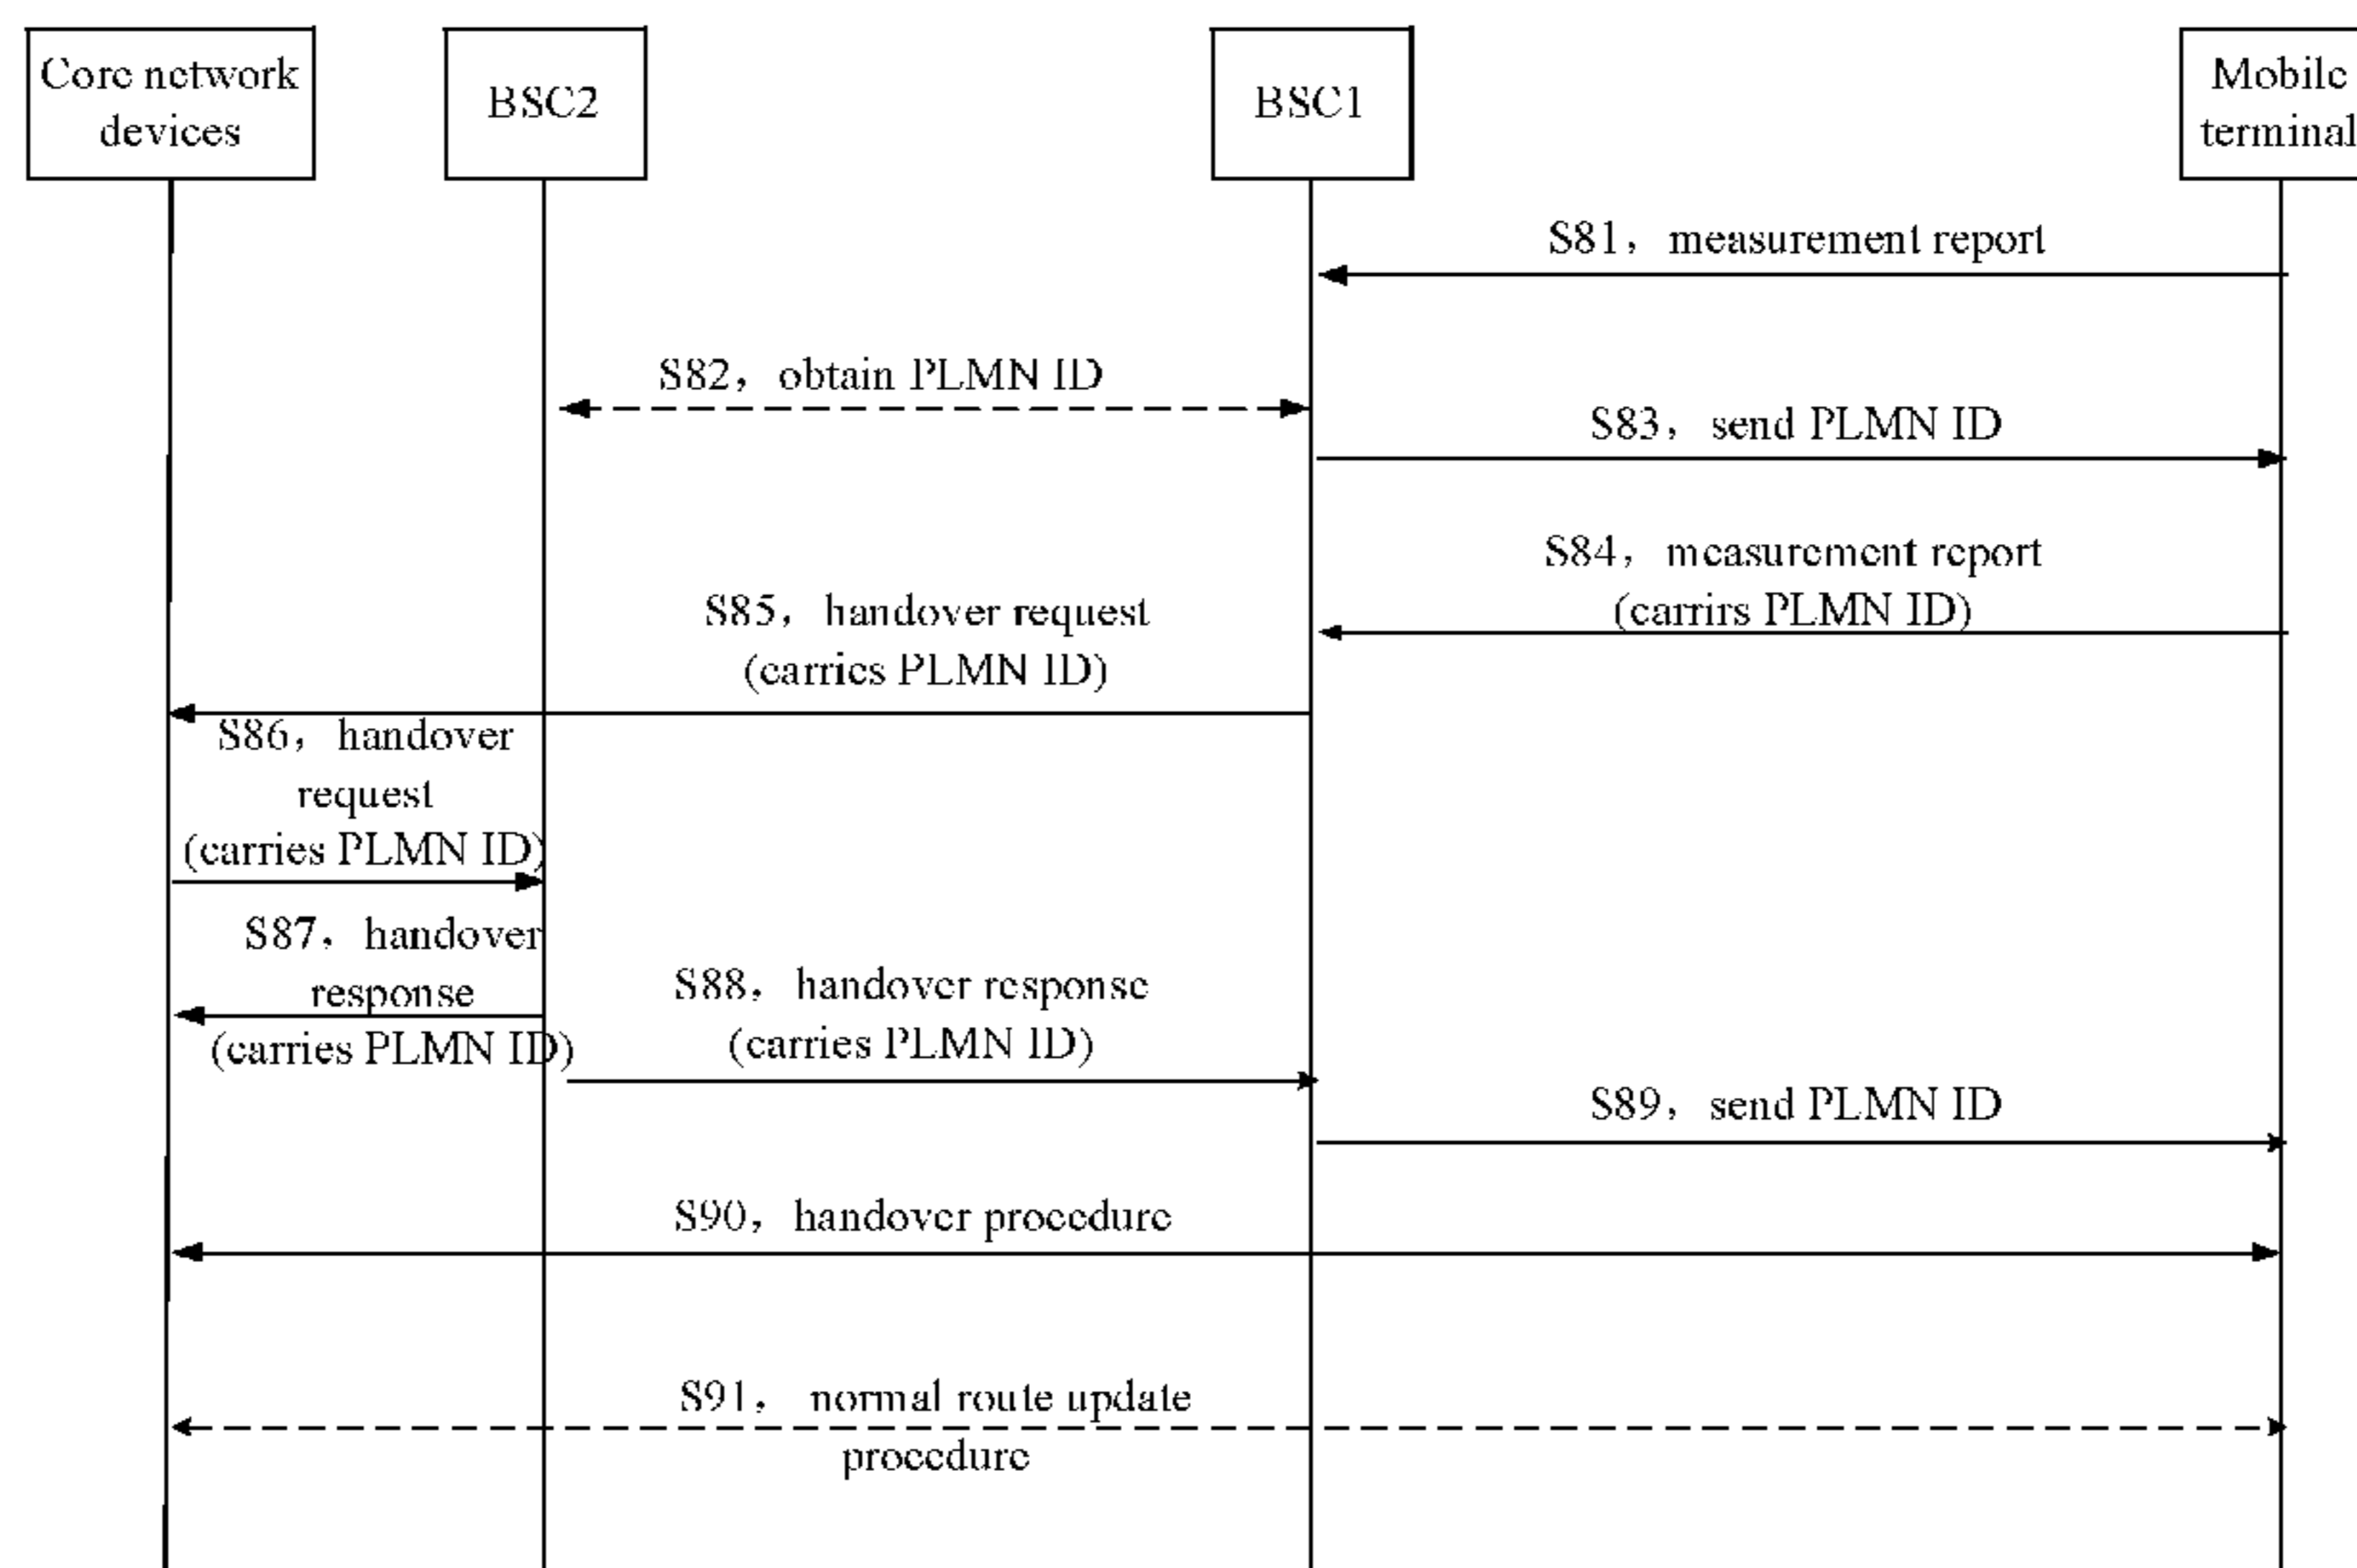 Core network
devices
BSC2
BSC1
Mobile
terminal
S81, measurement report
S82, obtain PLMN ID
S83, send PLMN ID
S84, measurement report
(carrirs PLMN ID)
S85, handover request
(carries PLMN ID)
S86, handover
request
(carries PLMN ID)
S87, handover
response
(carries PLMN ID)
S88, handover response
(carries PLMN ID)
S89, send PLMN ID
S90, handover procedure
S91, normal route update
procedure